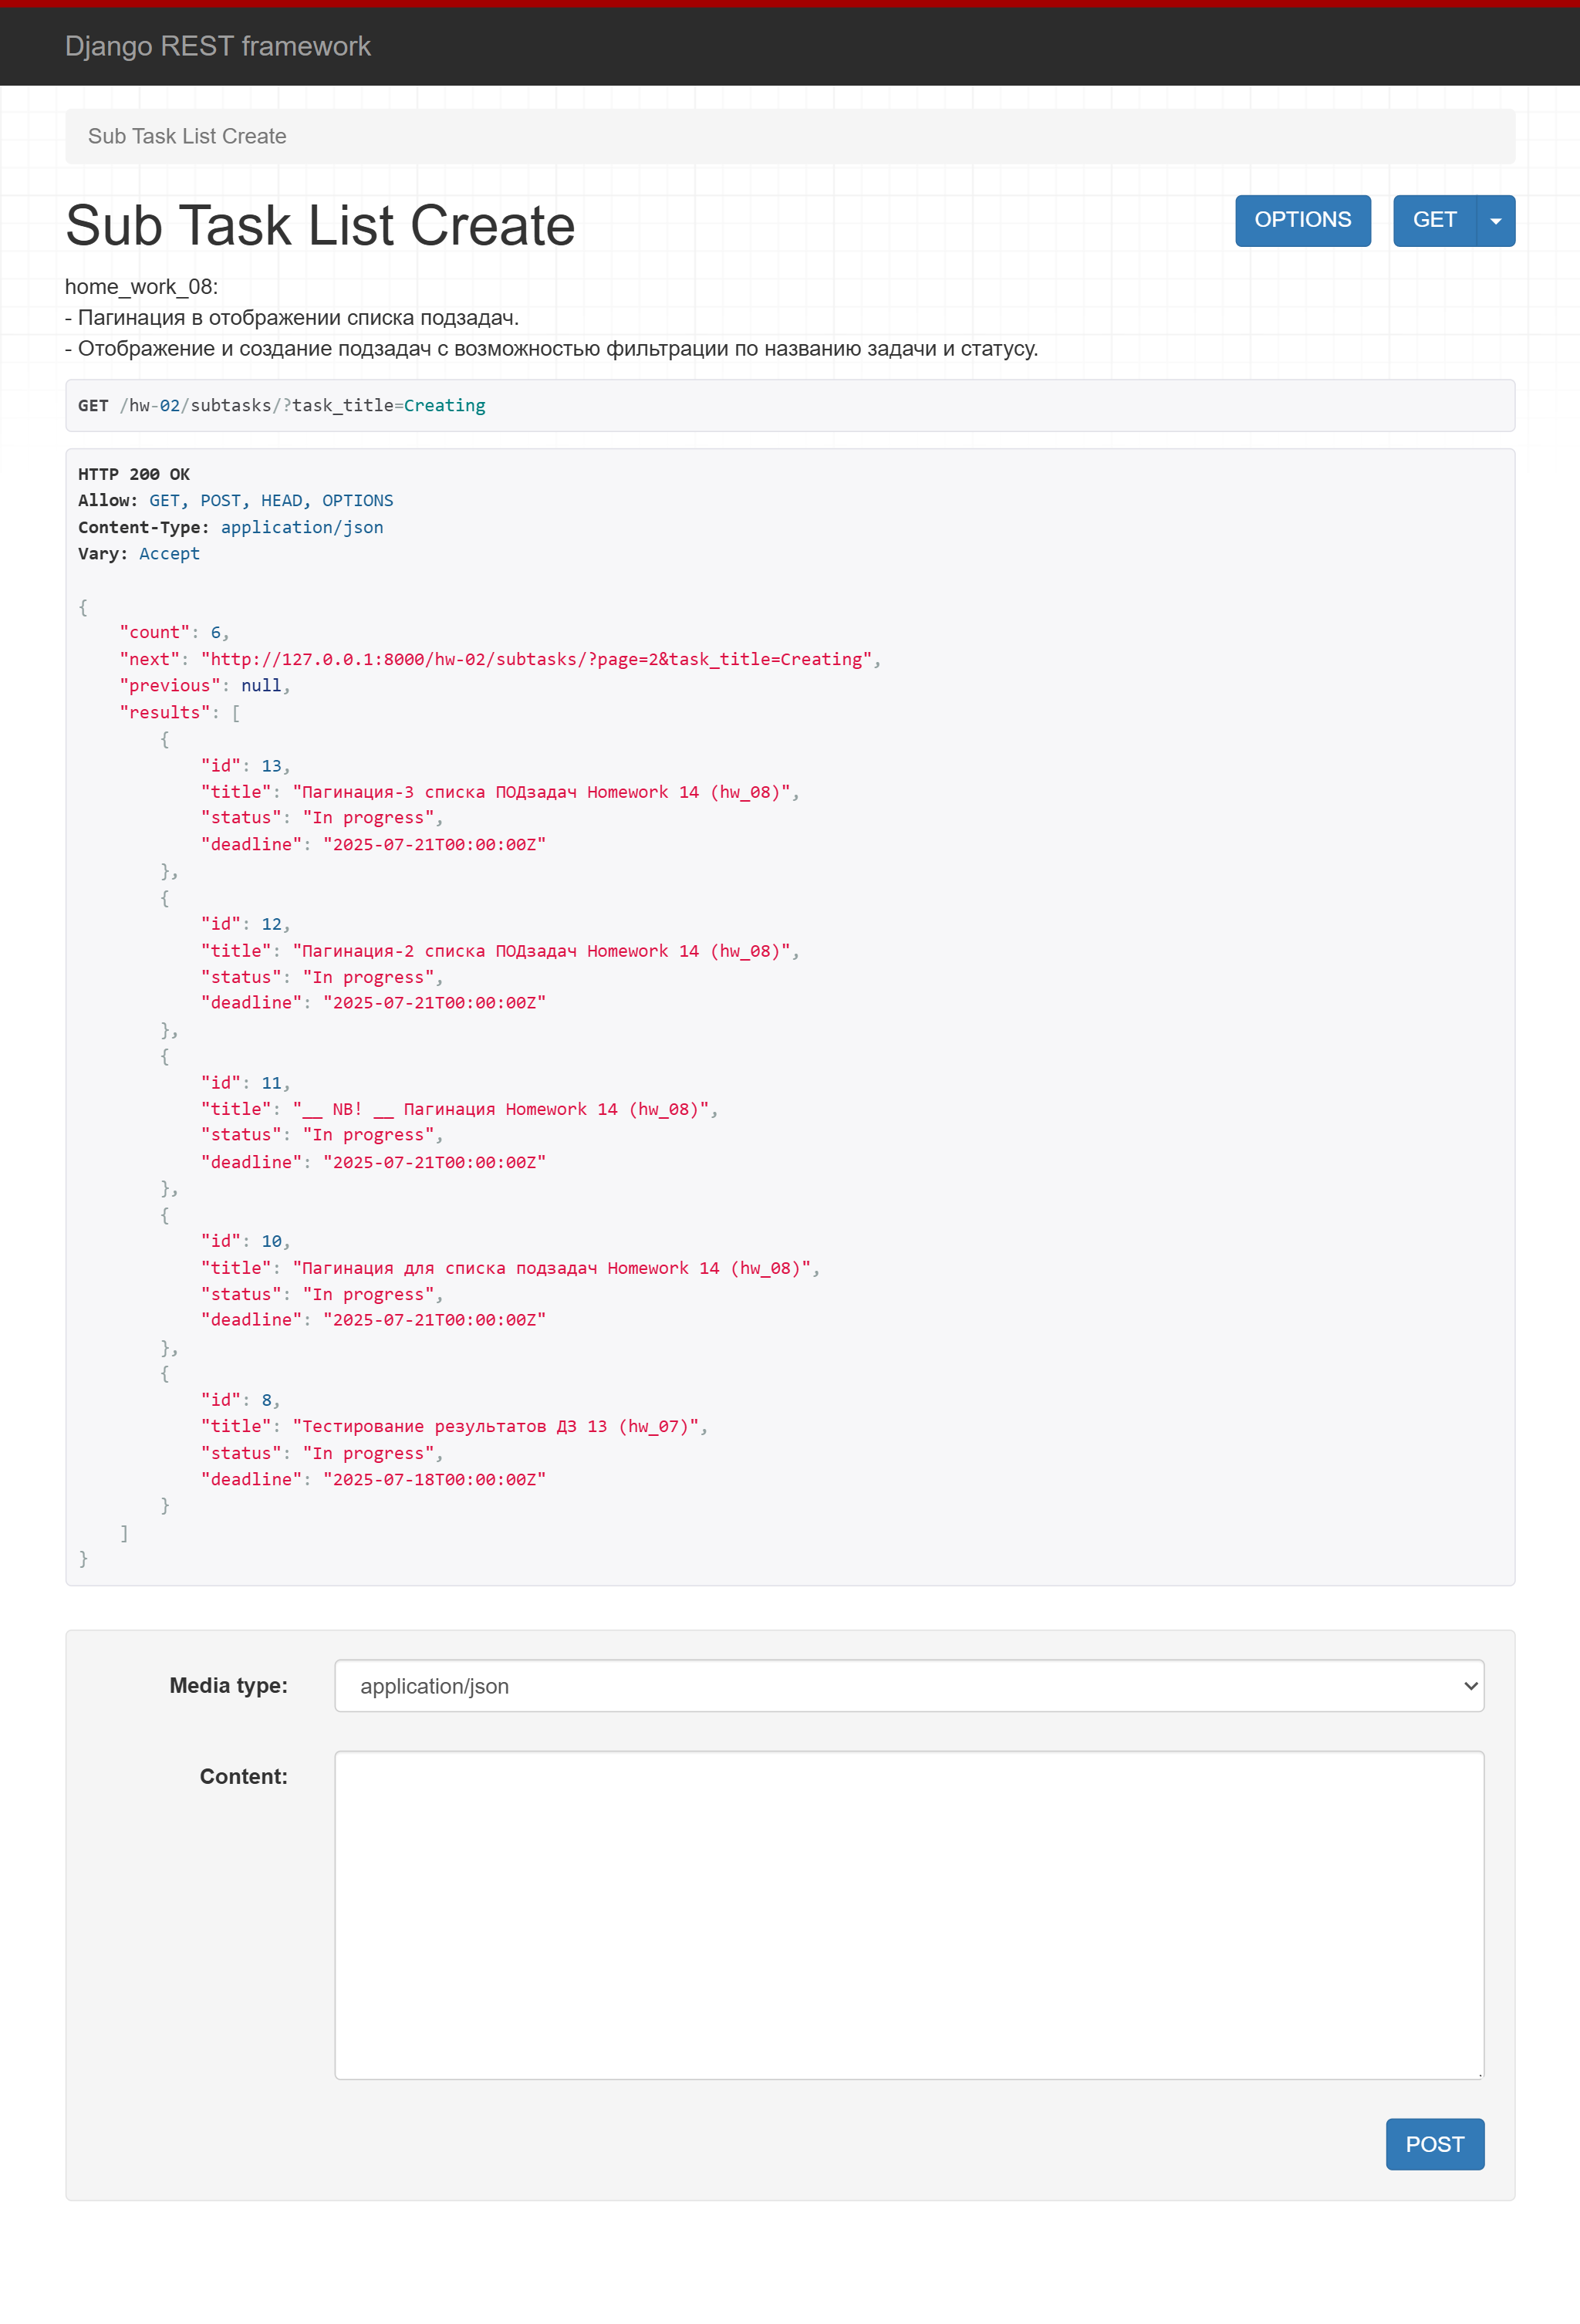 Django REST framework
Sub Task List Create
Sub Task List Create
OPTIONS
GET
home_work_08:
- Пагинация в отображении списка подзадач.
- Отображение и создание подзадач с возможностью фильтрации по названию задачи и статусу.
GET /hw-02/subtasks/?task_title=Creating
HTTP 200 OK
Allow: GET, POST, HEAD, OPTIONS
Content-Type: application/json
Vary: Accept
{
    "count": 6,
    "next": "http://127.0.0.1:8000/hw-02/subtasks/?page=2&task_title=Creating",
    "previous": null,
    "results": [
        {
            "id": 13,
            "title": "Пагинация-3 списка ПОДзадач Homework 14 (hw_08)",
            "status": "In progress",
            "deadline": "2025-07-21T00:00:00Z"
        },
        {
            "id": 12,
            "title": "Пагинация-2 списка ПОДзадач Homework 14 (hw_08)",
            "status": "In progress",
            "deadline": "2025-07-21T00:00:00Z"
        },
        {
            "id": 11,
            "title": "__ NB! __ Пагинация Homework 14 (hw_08)",
            "status": "In progress",
            "deadline": "2025-07-21T00:00:00Z"
        },
        {
            "id": 10,
            "title": "Пагинация для списка подзадач Homework 14 (hw_08)",
            "status": "In progress",
            "deadline": "2025-07-21T00:00:00Z"
        },
        {
            "id": 8,
            "title": "Тестирование результатов ДЗ 13 (hw_07)",
            "status": "In progress",
            "deadline": "2025-07-18T00:00:00Z"
        }
    ]
}
Media type:
application/json
Content:
POST